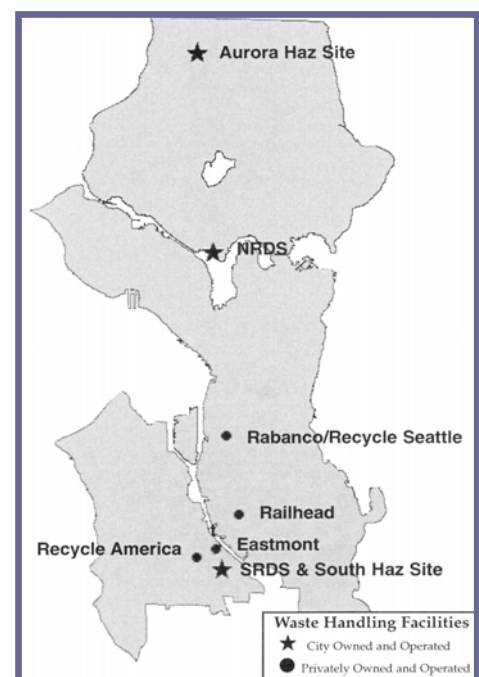 Aurora Haz Site
NRDS
Rabanco/Recycle Seattle
Railhead
Eastmont
Recycle America
SRDS & South Haz Site
Waste Handling Facilities
City Owned and Operated
Privately Owned and Operated